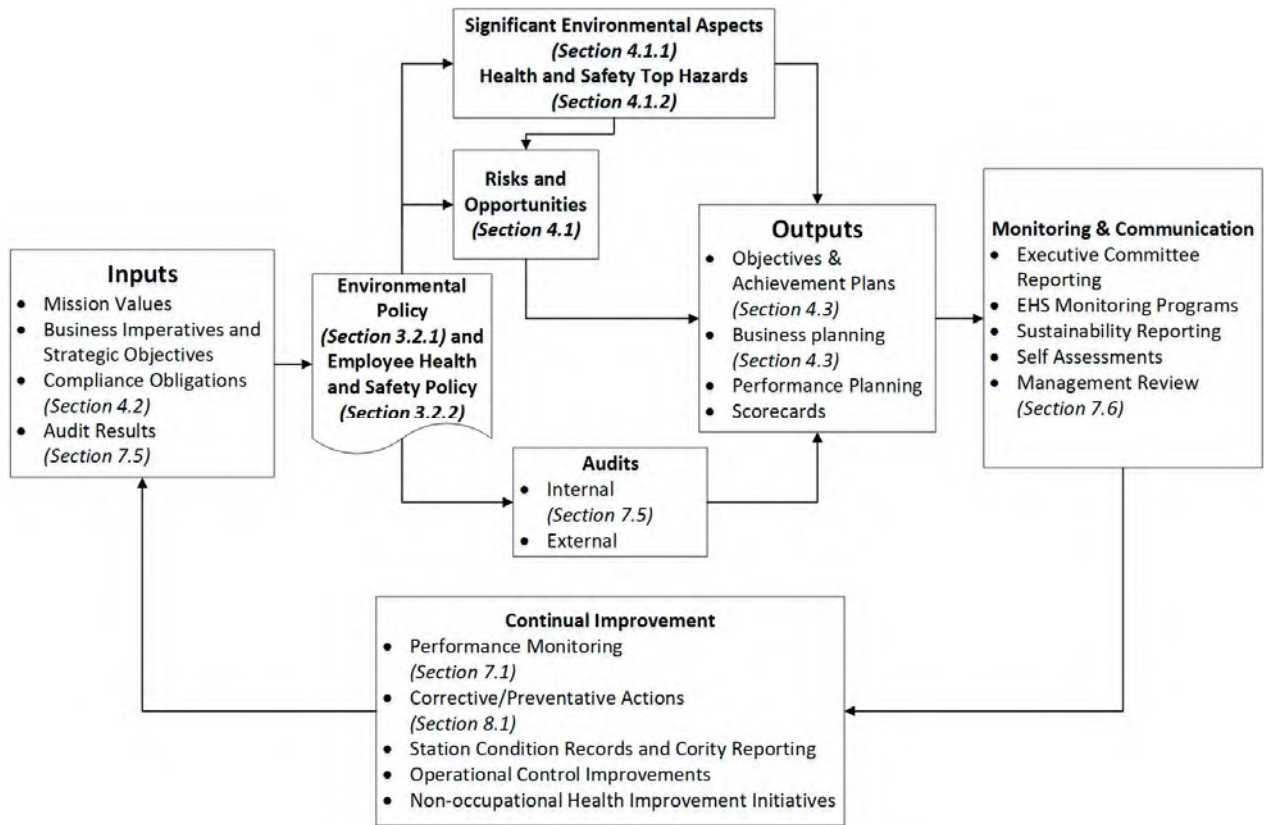 Significant Environmental Aspects
(Section 4.1.1)
Health and Safety Top Hazards
(Section 4.1.2)
Risks and
Opportunities
(Section 4.1)
Inputs
• Mission Values
• Business Imperatives and
Strategic Objectives
• Compliance Obligations
(Section 4.2)
• Audit Results
(Section 7.5)
Environmental
Policy
(Section 3.2.1) and
Employee Health
and Safety Policy
(Section 3.2.2)
Audits
• Internal
(Section 7.5)
• External
Outputs
• Objectives &
Achievement Plans
(Section 4.3)
• Business planning
(Section 4.3)
• Performance Planning
• Scorecards
Monitoring & Communication
• Executive Committee
Reporting
• EHS Monitoring Programs
• Sustainability Reporting
• Self Assessments
• Management Review
(Section 7.6)
Continual Improvement
• Performance Monitoring
(Section 7.1)
• Corrective/Preventative Actions
(Section 8.1)
• Station Condition Records and Cority Reporting
• Operational Control Improvements
• Non-occupational Health Improvement Initiatives